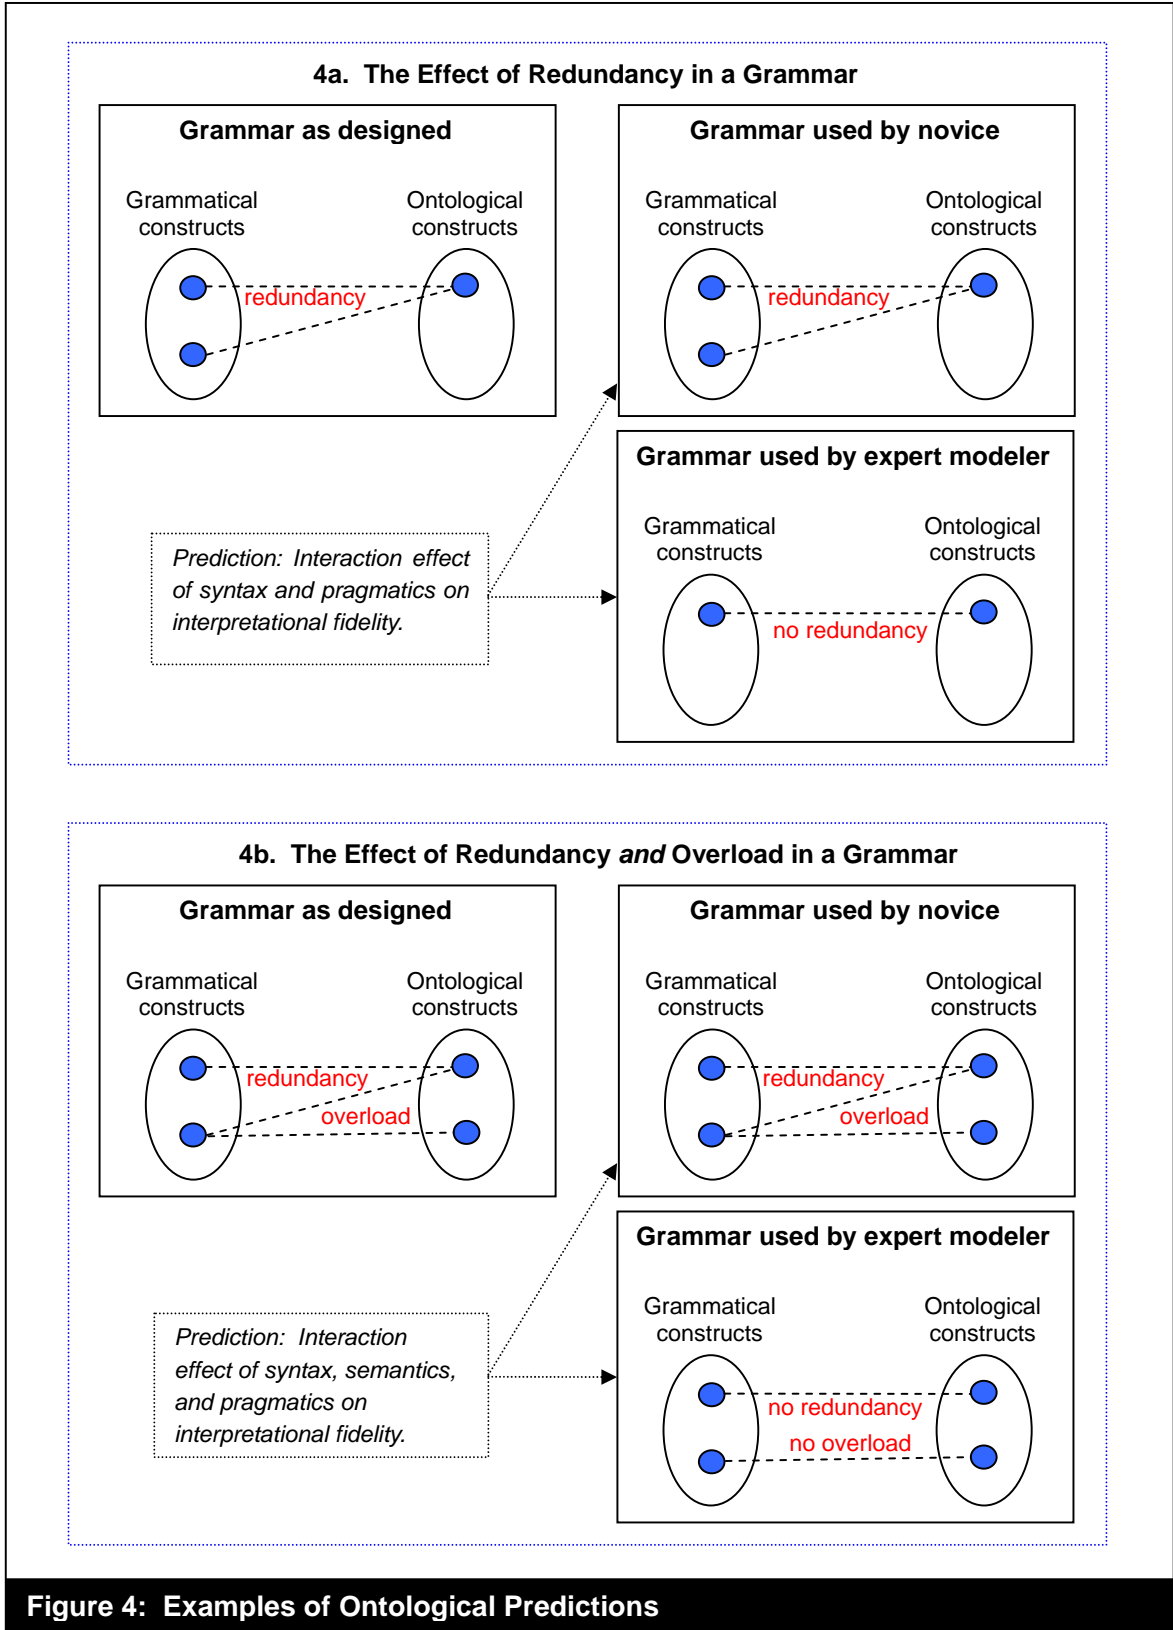 4a. The Effect of Redundancy in a Grammar
Grammar as designed
Grammatical
constructs
Ontological
constructs
redundancy
Grammar used by novice
Grammatical
constructs
Ontological
constructs
redundancy
Grammar used by expert modeler
Grammatical
constructs
Ontological
constructs
no redundancy
Prediction: Interaction effect
of syntax and pragmatics on
interpretational fidelity.
4b. The Effect of Redundancy and Overload in a Grammar
Grammar as designed
Grammatical
constructs
Ontological
constructs
redundancy
overload
Grammar used by novice
Grammatical
constructs
Ontological
constructs
redundancy
overload
Grammar used by expert modeler
Grammatical
constructs
Ontological
constructs
no redundancy
no overload
Prediction: Interaction
effect of syntax, semantics,
and pragmatics on
interpretational fidelity.
Figure 4: Examples of Ontological Predictions